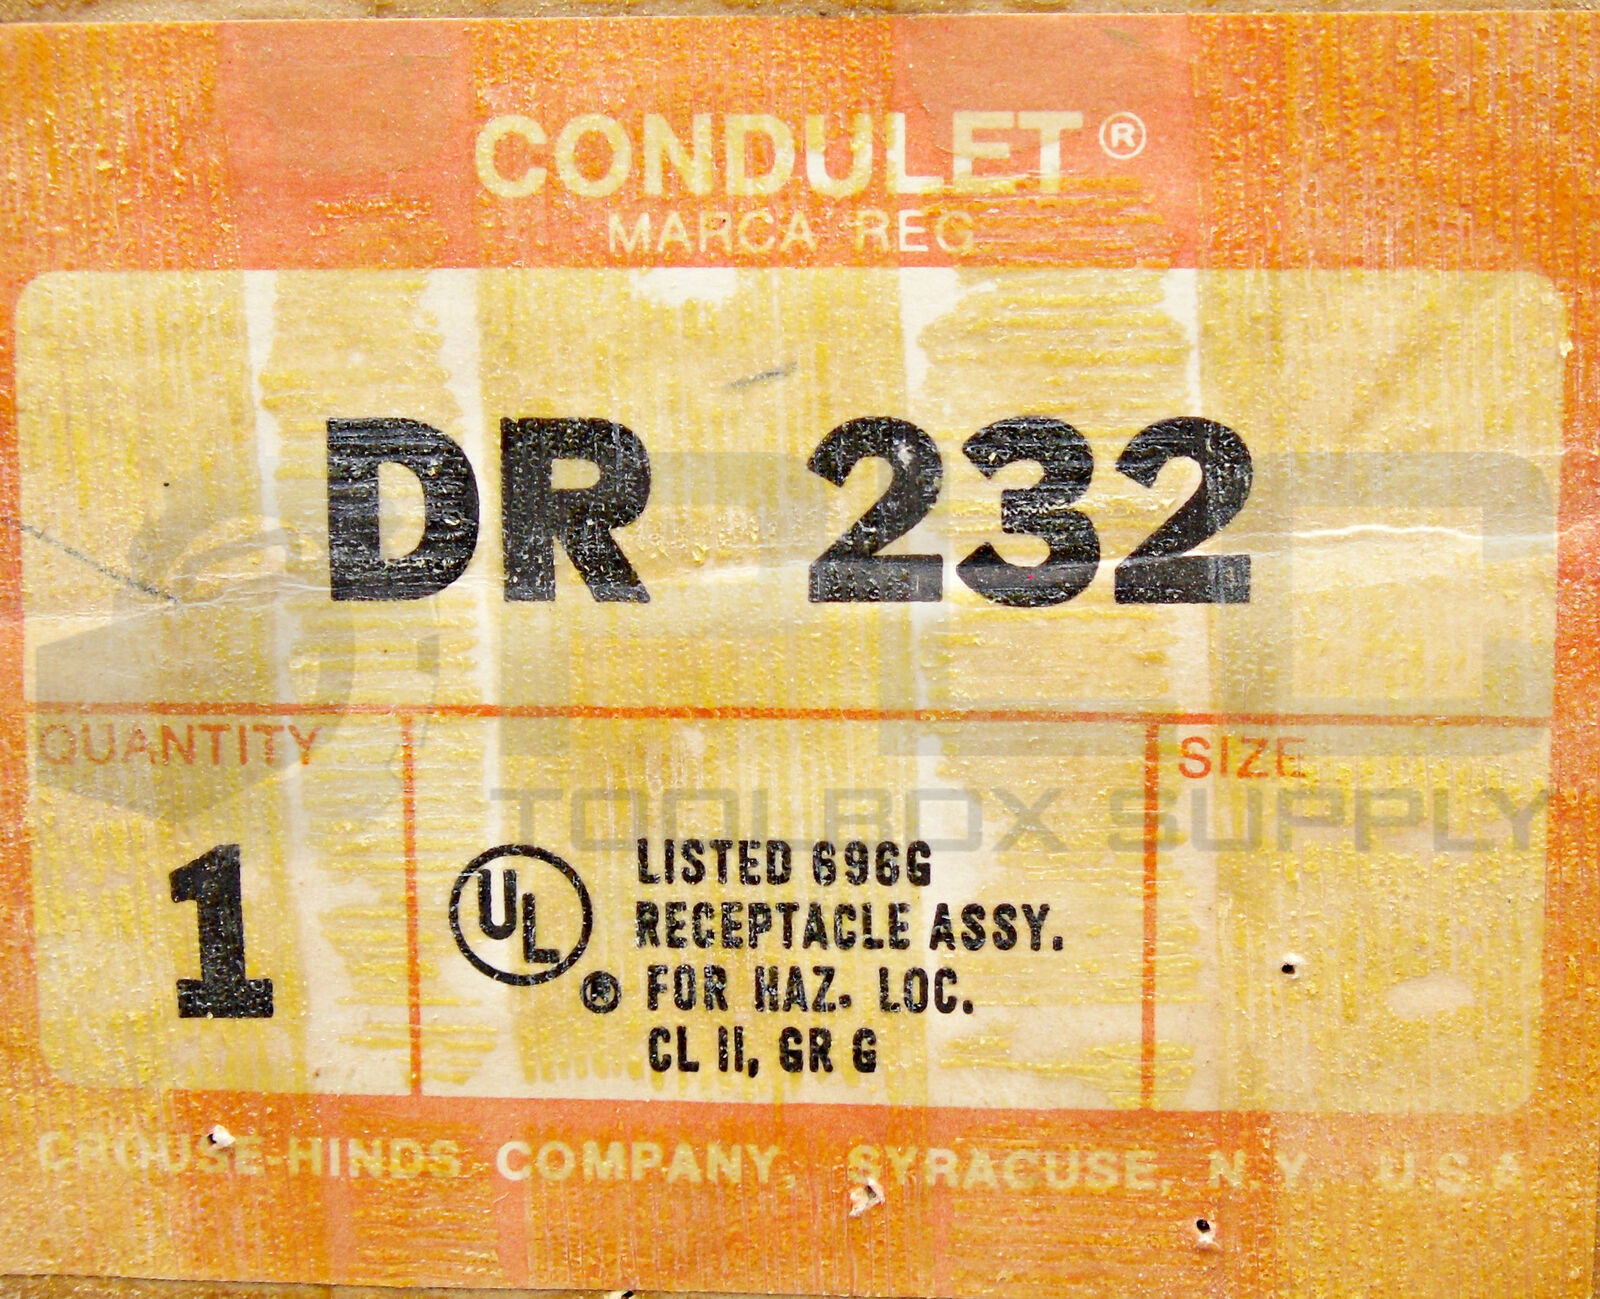 CONDULET®
MARCA REG
DR 232
QUANTITY
SIZE
TOOLBOX SUPPLY
1
UL
®
LISTED 696G
RECEPTACLE ASSY.
FOR HAZ. LOC.
CL II, GR G
CROUSE-HINDS COMPANY, SYRACUSE, N.Y. U.S.A